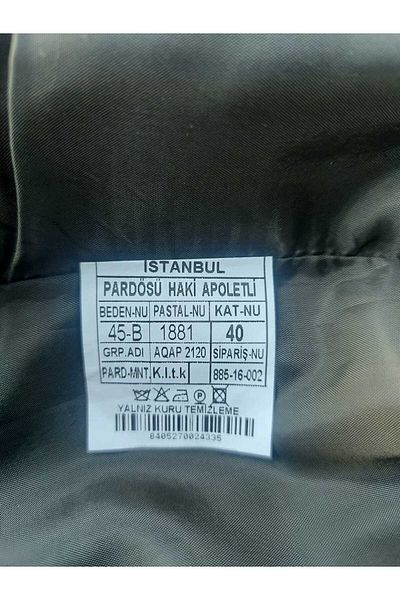 İSTANBUL
PARDÖSÜ HAKİ APOLETLİ
BEDEN-NU PASTAL-NU KAT-NU
45-B 1881 40
GRP.ADI AQAP 2120 SİPARİŞ-NU
PARD-MNT. K.l.t.k 885-16-002
YALNIZ KURU TEMİZLEME
8405270024335